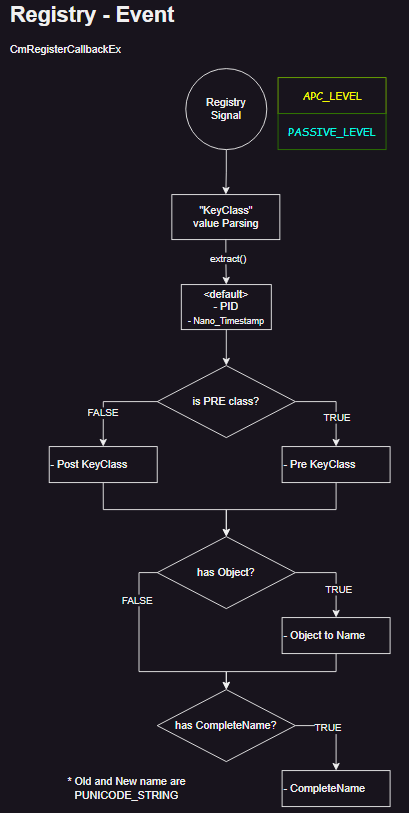 Registry - Event
CmRegisterCallbackEx
Registry
Signal
APC_LEVEL
PASSIVE_LEVEL
"KeyClass"
value Parsing
extract()
<default>
- PID
- Nano_Timestamp
is PRE class?
FALSE
TRUE
- Post KeyClass
- Pre KeyClass
has Object?
FALSE
TRUE
- Object to Name
has CompleteName?
TRUE
* Old and New name are
PUNICODE_STRING
- CompleteName